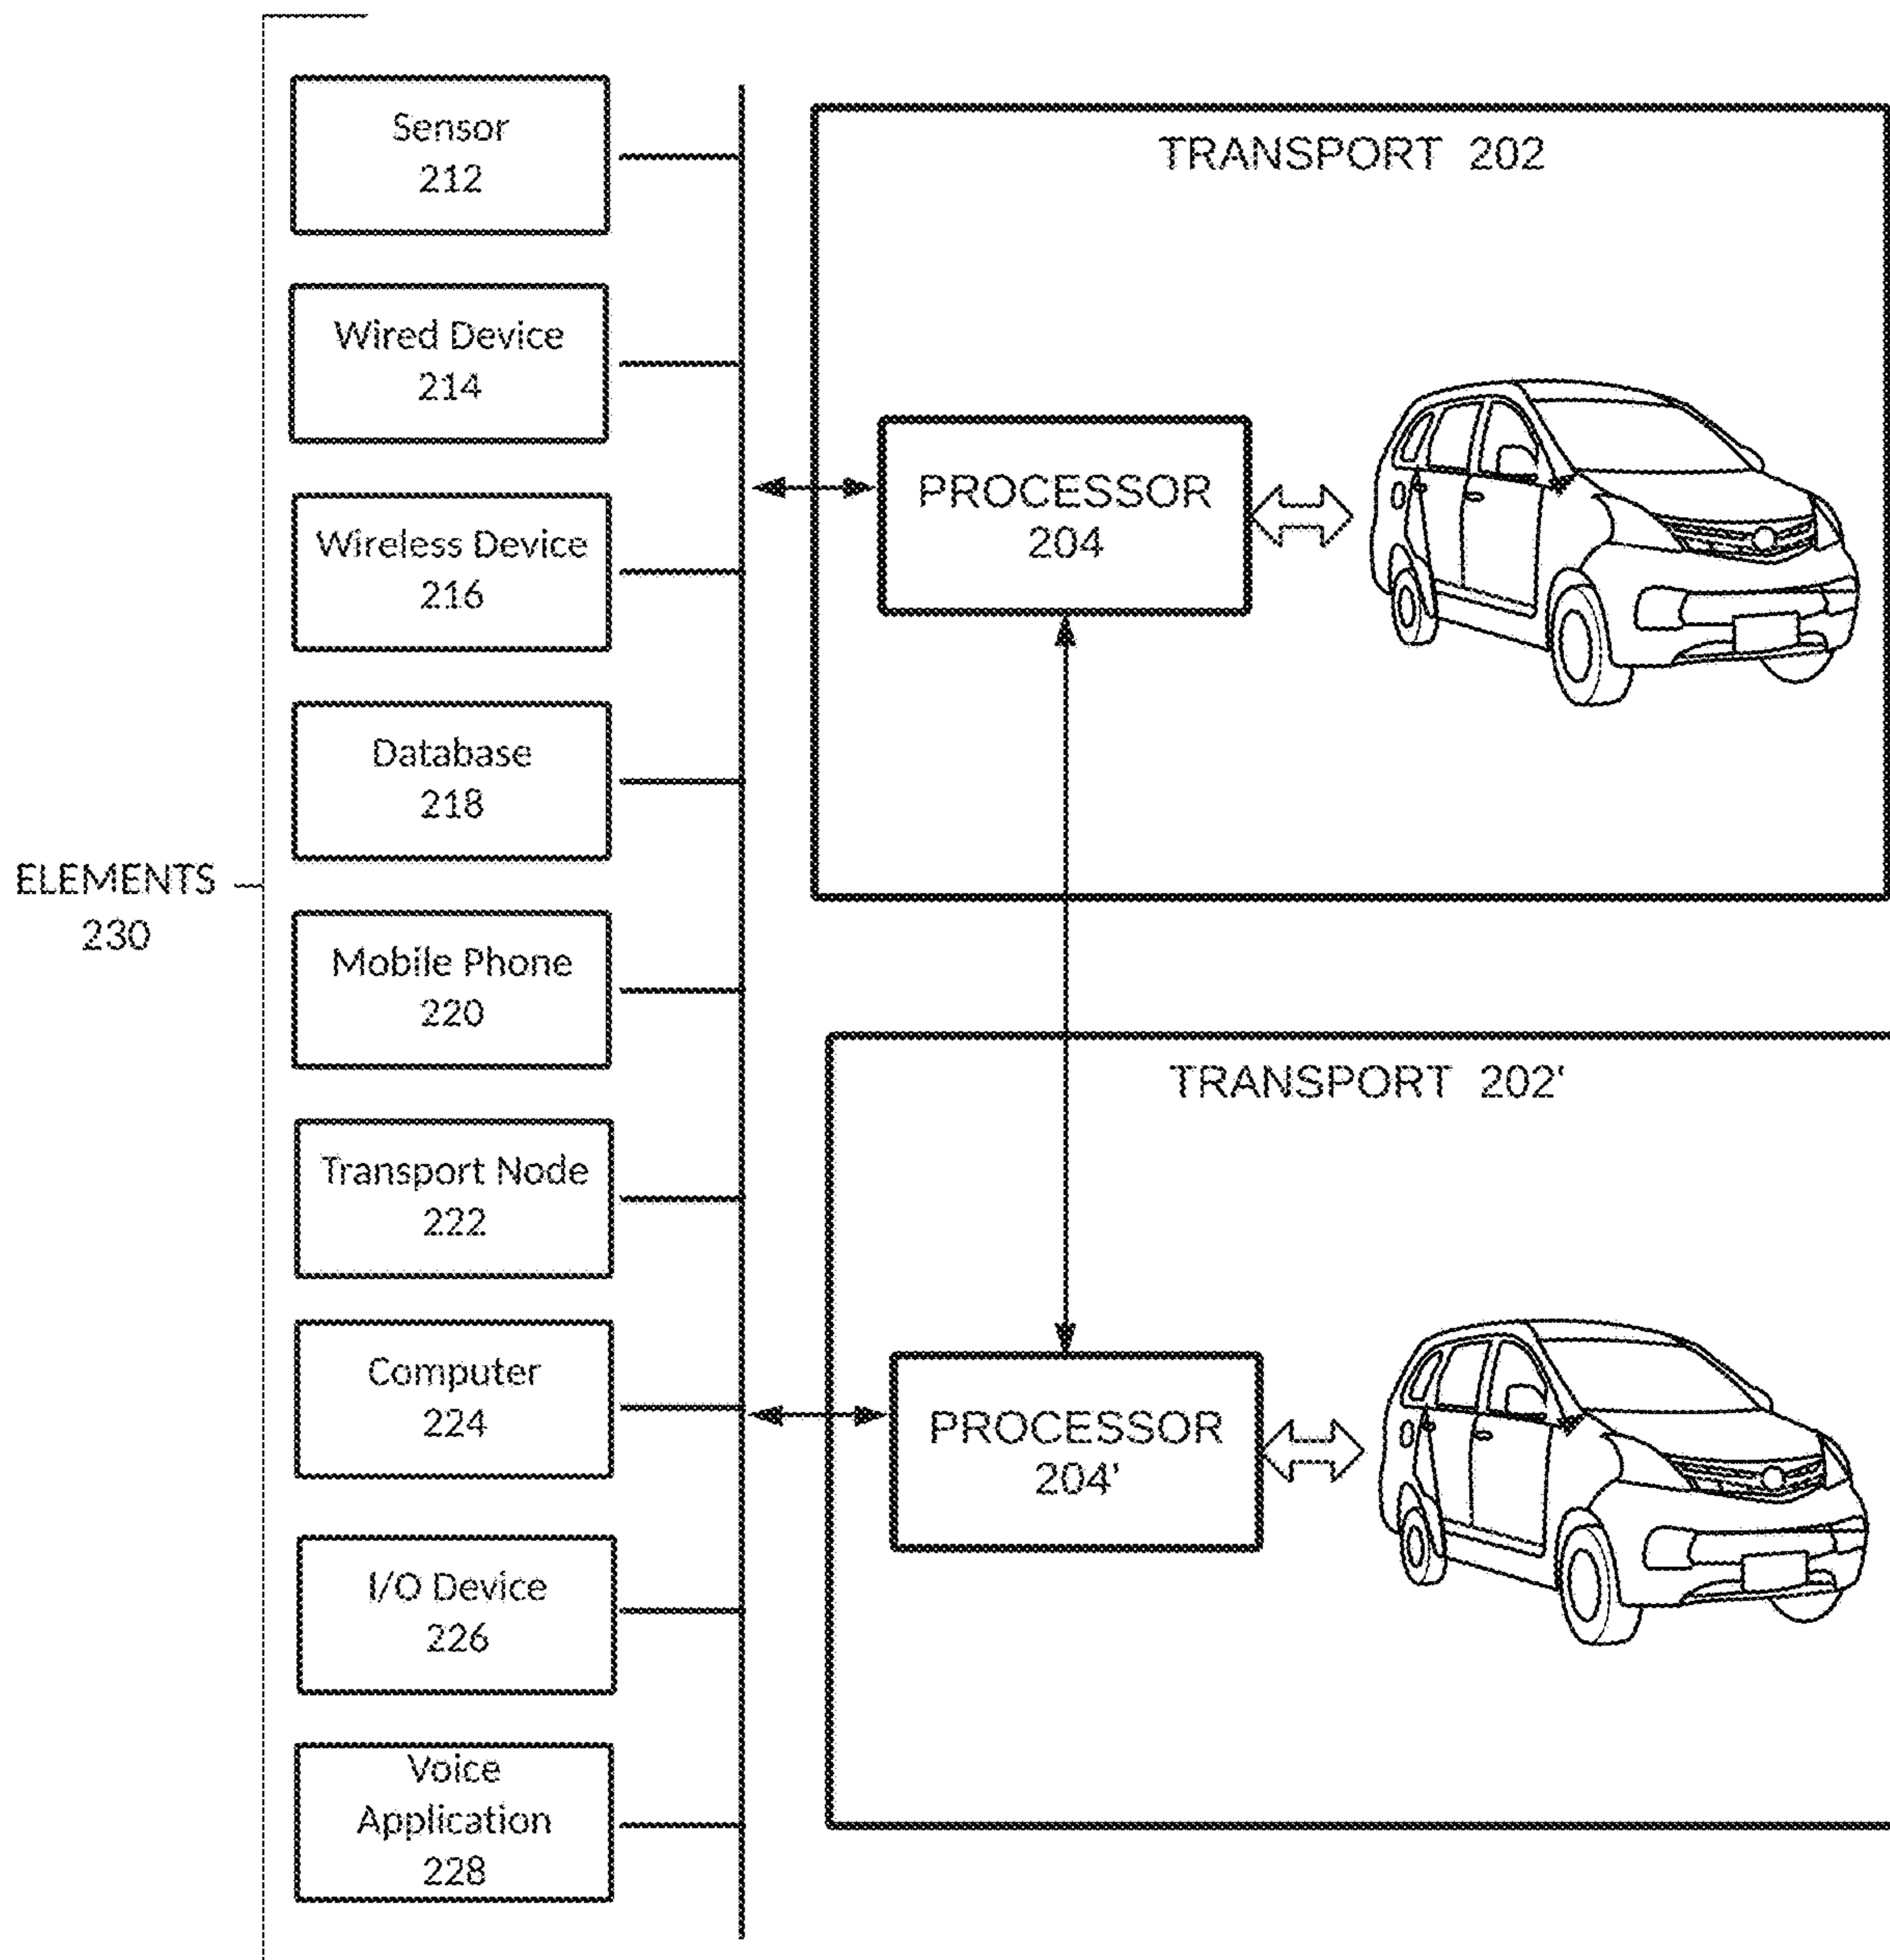 ELEMENTS
230
Sensor
212
Wired Device
214
Wireless Device
216
Database
218
Mobile Phone
220
Transport Node
222
Computer
224
I/O Device
226
Voice
Application
228
TRANSPORT 202
PROCESSOR
204
TRANSPORT 202'
PROCESSOR
204'